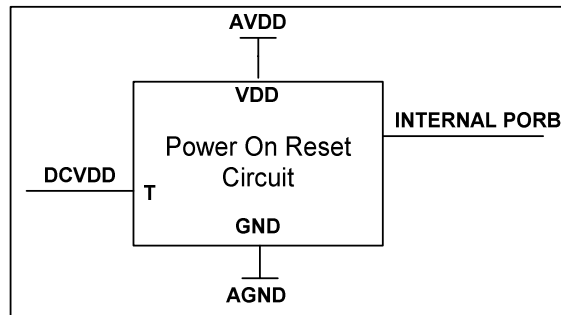 AVDD
VDD
INTERNAL PORB
Power On Reset
Circuit
DCVDD
T
GND
AGND